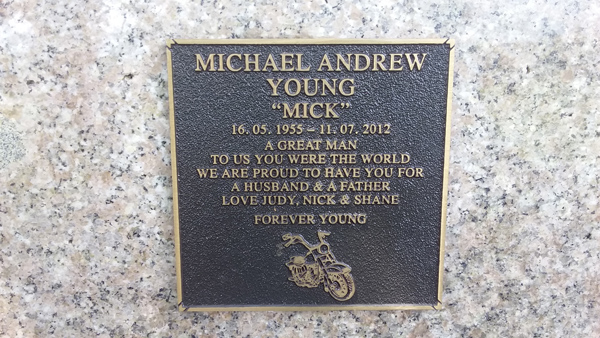 MICHAEL ANDREW
YOUNG
“MICK”
16. 05. 1955 – 11. 07. 2012
A GREAT MAN
TO US YOU WERE THE WORLD
WE ARE PROUD TO HAVE YOU FOR
A HUSBAND & A FATHER
LOVE JUDY, NICK & SHANE
FOREVER YOUNG